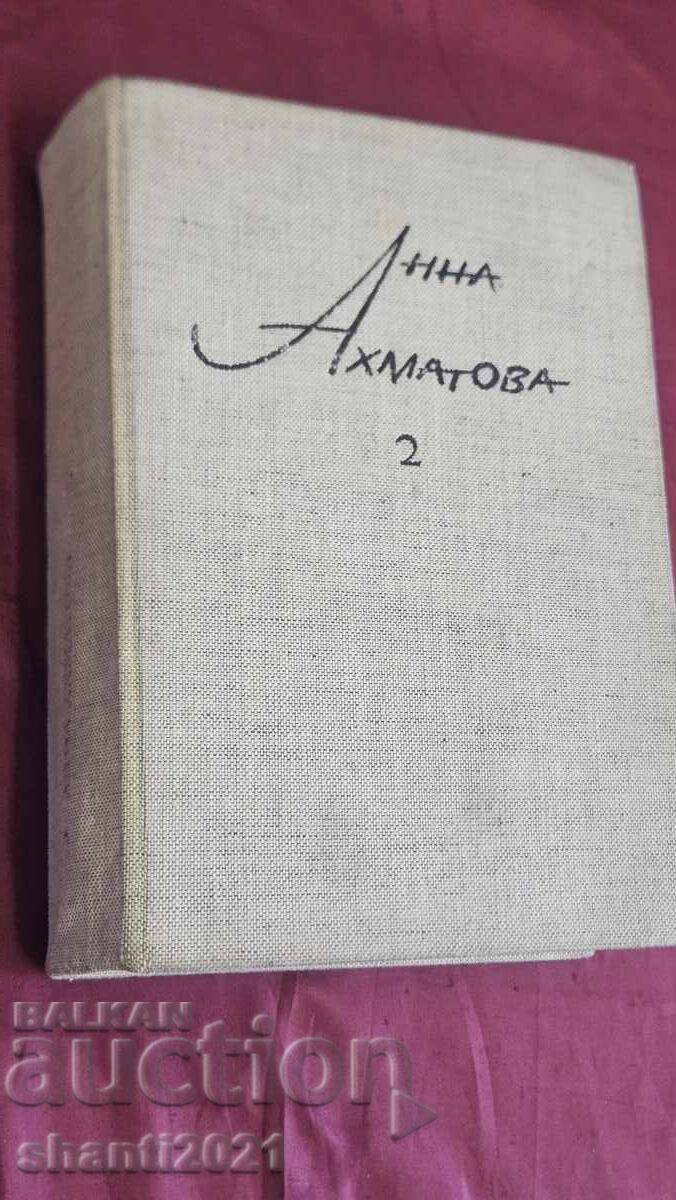 Анна
Ахматова
2
BALKAN
auction
shanti2021